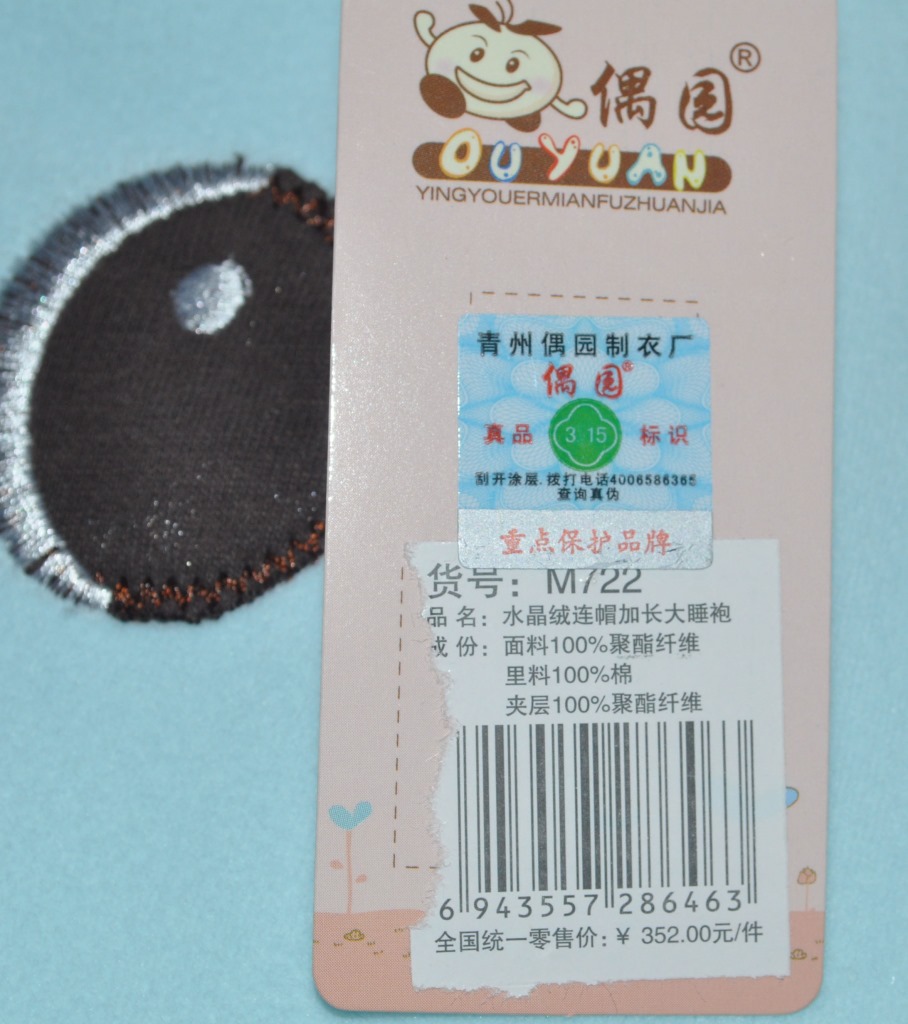 偶园®
OUYUAN
YINGYOUERMIANFUZHUANJIA
青州偶园制衣厂
偶园®
真品 3.15 标识
刮开涂层.拨打电话4006586365
查询真伪
重点保护品牌
货号：M722
品名：水晶绒连帽加长大睡袍
成份：面料100%聚酯纤维
里料100%棉
夹层100%聚酯纤维
6 943557 286463
全国统一零售价：¥ 352.00元/件